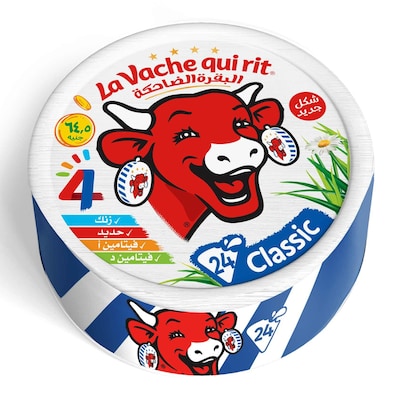 La Vache qui rit®
البقرة الضاحكة
شكل
جديد
٦٤,٥
جنيه
4
زنك
حديد
فيتامين أ
فيتامين د
24
Classic
24